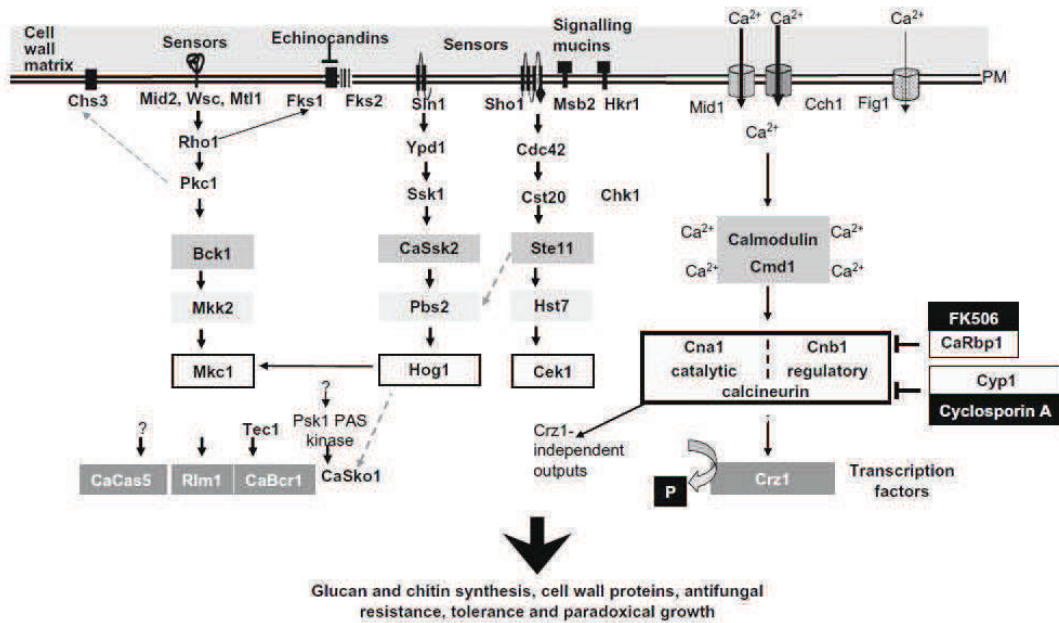 Cell wall matrix
Sensors
Echinocandins
Sensors
Signalling mucins
Ca²⁺
Ca²⁺
Ca²⁺
PM
Chs3
Mid2, Wsc, Mtl1
Fks1
Fks2
Sln1
Sho1
Msb2
Hkr1
Mid1
Cch1
Fig1
Rho1
Ypd1
Cdc42
Ca²⁺
Pkc1
Ssk1
Cst20
Chk1
Bck1
CaSsk2
Ste11
Ca²⁺
Calmodulin
Ca²⁺
Ca²⁺
Cmd1
Ca²⁺
Mkk2
Pbs2
Hst7
FK506
CaRbp1
Mkc1
Hog1
Cek1
Cna1
Cnb1
catalytic
regulatory
calcineurin
Cyp1
Cyclosporin A
?
Psk1 PAS
kinase
?
Tec1
Crz1-
independent
outputs
CaCas5
Rlm1
CaBcr1
CaSko1
P
Crz1
Transcription
factors
Glucan and chitin synthesis, cell wall proteins, antifungal
resistance, tolerance and paradoxical growth